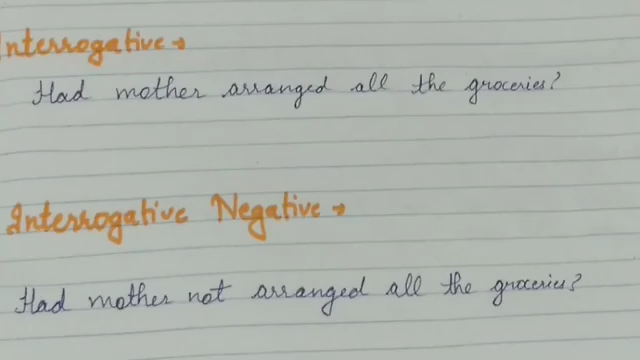 Interrogative →
Had mother arranged all the groceries?
Interrogative Negative →
Had mother not arranged all the groceries?